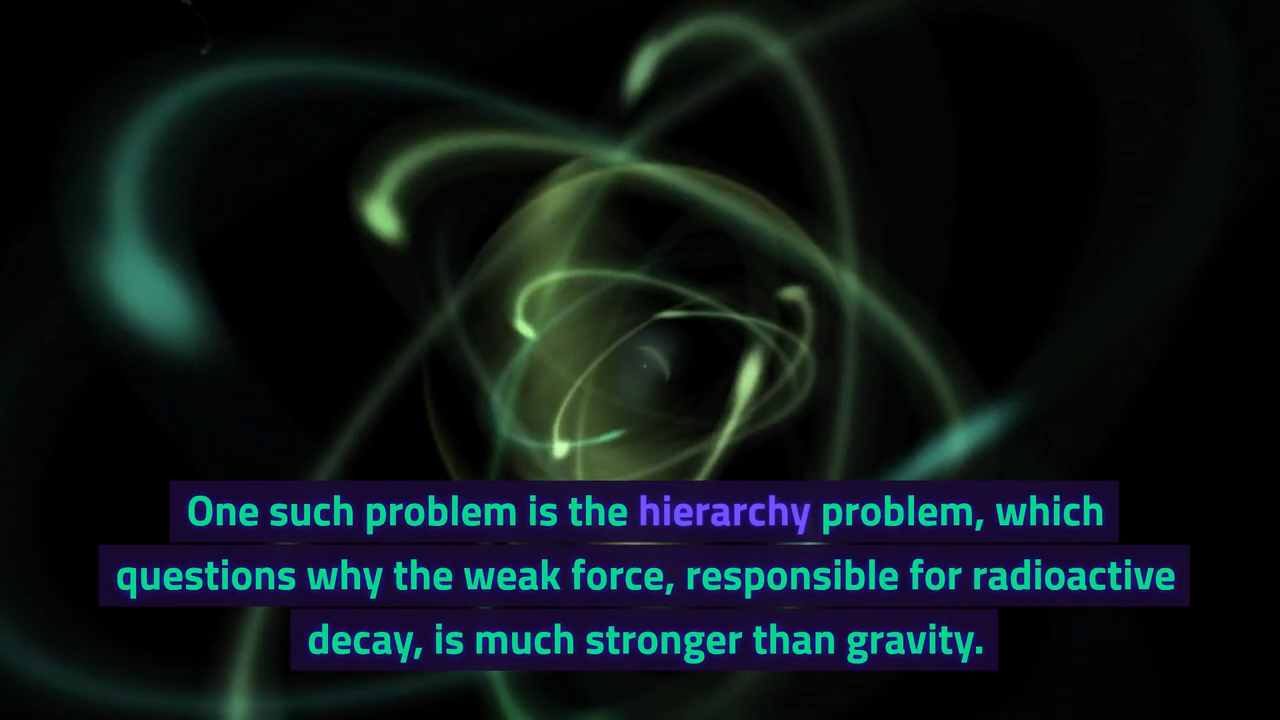 One such problem is the hierarchy problem, which
questions why the weak force, responsible for radioactive
decay, is much stronger than gravity.